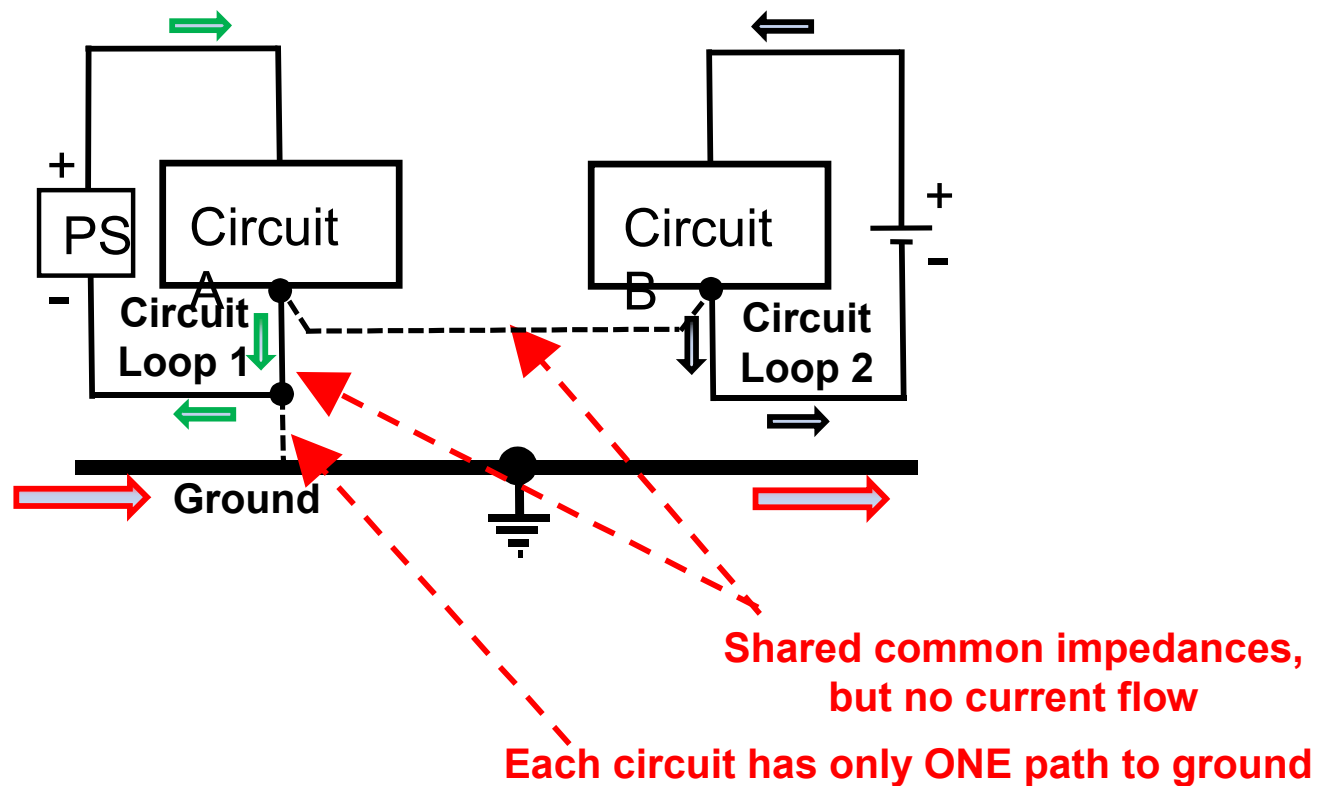 +
PS
-
Circuit
A
Circuit
Loop 1
Circuit
B
+
-
Circuit
Loop 2
Ground
Shared common impedances,
but no current flow
Each circuit has only ONE path to ground